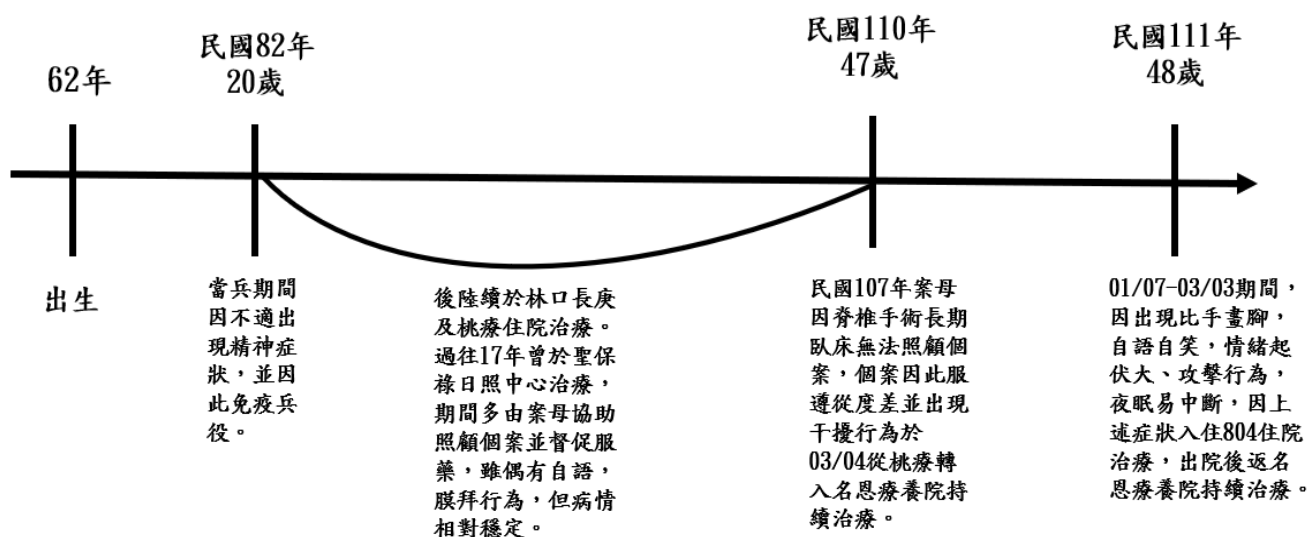 62年
出生
民國82年
20歲
當兵期間
因不適出
現精神症
狀，並因
此免疫兵
役。
後陸續於林口長庚
及桃療住院治療。
過往17年曾於聖保
祿日照中心治療，
期間多由案母協助
照顧個案並督促服
藥，雖偶有自語，
膜拜行為，但病情
相對穩定。
民國110年
47歲
民國107年案母
因脊椎手術長期
臥床無法照顧個
案，個案因此服
遵從度差並出現
干擾行為於
03/04從桃療轉
入名恩療養院持
續治療。
民國111年
48歲
01/07-03/03期間，
因出現比手畫腳，
自語自笑，情緒起
伏大、攻擊行為，
夜眠易中斷，因上
述症狀入住804住院
治療，出院後返名
恩療養院持續治療。